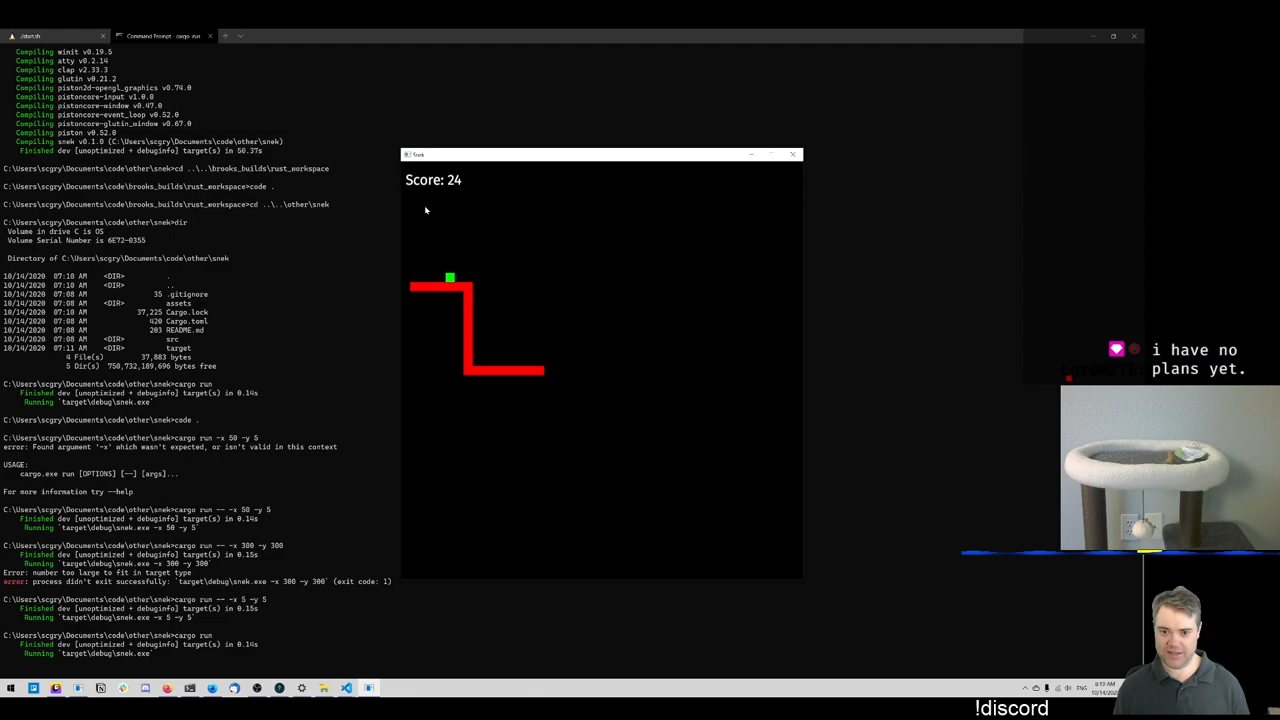 ./start.sh
Command Prompt - cargo run
Compiling winit v0.19.5
Compiling atty v0.2.14
Compiling clap v2.33.3
Compiling glutin v0.21.2
Compiling piston2d-opengl_graphics v0.74.0
Compiling pistoncore-input v1.0.0
Compiling pistoncore-window v0.47.0
Compiling pistoncore-event_loop v0.52.0
Compiling pistoncore-glutin_window v0.67.0
Compiling piston v0.52.0
Compiling snek v0.1.0 (C:\Users\scgry\Documents\code\other\snek)
Finished dev [unoptimized + debuginfo] target(s) in 50.37s
C:\Users\scgry\Documents\code\other\snek>cd ..\..\brooks_builds\rust_workspace
C:\Users\scgry\Documents\code\brooks_builds\rust_workspace>code .
C:\Users\scgry\Documents\code\brooks_builds\rust_workspace>cd ..\..\other\snek
C:\Users\scgry\Documents\code\other\snek>dir
Volume in drive C is OS
Volume Serial Number is 6E72-0355
Directory of C:\Users\scgry\Documents\code\other\snek
10/14/2020 07:10 AM <DIR> .
10/14/2020 07:10 AM <DIR> ..
10/14/2020 07:08 AM 35 .gitignore
10/14/2020 07:08 AM <DIR> assets
10/14/2020 07:10 AM 37,225 Cargo.lock
10/14/2020 07:08 AM 420 Cargo.toml
10/14/2020 07:08 AM 203 README.md
10/14/2020 07:08 AM <DIR> src
10/14/2020 07:11 AM <DIR> target
4 File(s) 37,883 bytes
5 Dir(s) 750,732,189,696 bytes free
C:\Users\scgry\Documents\code\other\snek>cargo run
Finished dev [unoptimized + debuginfo] target(s) in 0.14s
Running `target\debug\snek.exe`
C:\Users\scgry\Documents\code\other\snek>code .
C:\Users\scgry\Documents\code\other\snek>cargo run -x 50 -y 5
error: Found argument '-x' which wasn't expected, or isn't valid in this context
USAGE:
cargo.exe run [OPTIONS] [--] [args]...
For more information try --help
C:\Users\scgry\Documents\code\other\snek>cargo run -- -x 50 -y 5
Finished dev [unoptimized + debuginfo] target(s) in 0.14s
Running `target\debug\snek.exe -x 50 -y 5`
C:\Users\scgry\Documents\code\other\snek>cargo run -- -x 300 -y 300
Finished dev [unoptimized + debuginfo] target(s) in 0.15s
Running `target\debug\snek.exe -x 300 -y 300`
Error: number too large to fit in target type
error: process didn't exit successfully: `target\debug\snek.exe -x 300 -y 300` (exit code: 1)
C:\Users\scgry\Documents\code\other\snek>cargo run -- -x 5 -y 5
Finished dev [unoptimized + debuginfo] target(s) in 0.15s
Running `target\debug\snek.exe -x 5 -y 5`
C:\Users\scgry\Documents\code\other\snek>cargo run
Finished dev [unoptimized + debuginfo] target(s) in 0.14s
Running `target\debug\snek.exe`
Snek
Score: 24
i have no
plans yet.
ENG
8:19 AM
!discord